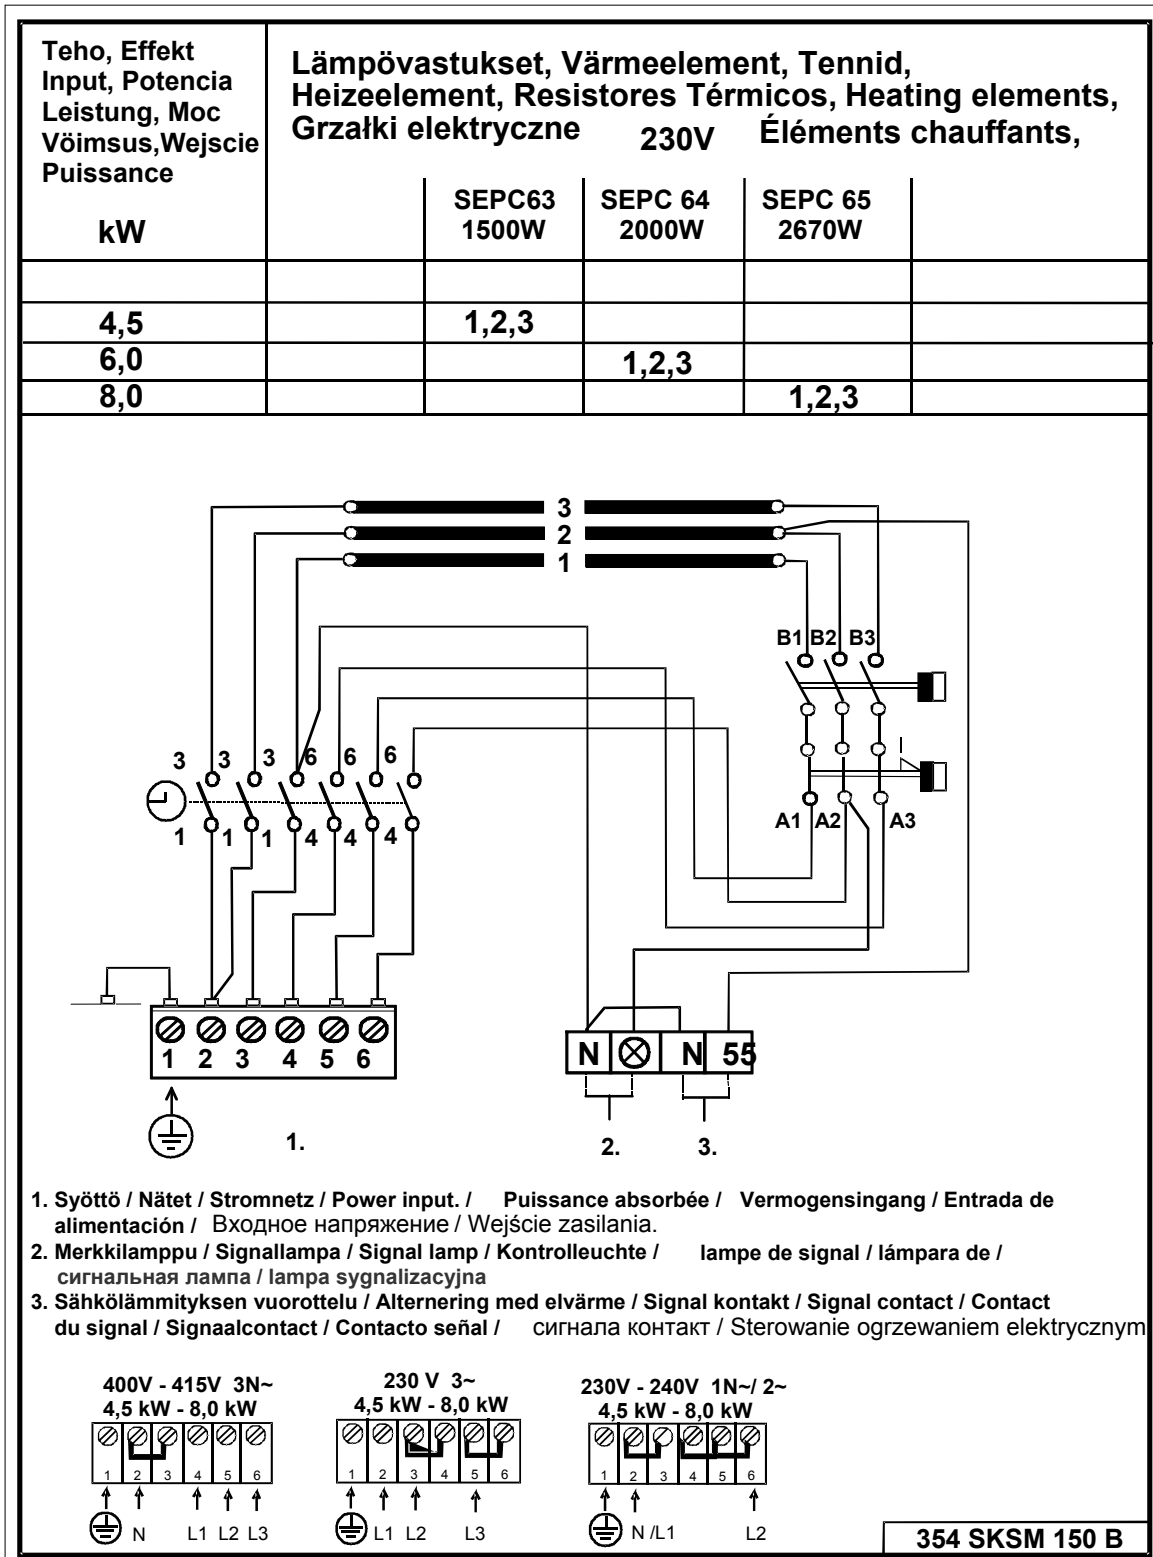 Teho, Effekt
Input, Potencia
Leistung, Moc
Vöimsus,Wejscie
Puissance
kW
Lämpövastukset, Värmeelement, Tennid,
Heizeelement, Resistores Térmicos, Heating elements,
Grzałki elektryczne 230V Éléments chauffants,
SEPC63 SEPC 64 SEPC 65
1500W 2000W 2670W
4,5 1,2,3
6,0 1,2,3
8,0 1,2,3
3
2
1
B1 B2 B3
3 3 3 6 6 6
1 1 1 4 4 4
A1 A2 A3
1 2 3 4 5 6
N N 55
1. 2. 3.
1. Syöttö / Nätet / Stromnetz / Power input. / Puissance absorbée / Vermogensingang / Entrada de
alimentación / Входное напряжение / Wejście zasilania.
2. Merkkilamppu / Signallampa / Signal lamp / Kontrolleuchte / lampe de signal / lámpara de /
сигнальная лампа / lampa sygnalizacyjna
3. Sähkölämmityksen vuorottelu / Alternering med elvärme / Signal kontakt / Signal contact / Contact
du signal / Signaalcontact / Contacto señal / сигнала контакт / Sterowanie ogrzewaniem elektrycznym
400V - 415V 3N~
4,5 kW - 8,0 kW
1 2 3 4 5 6
N L1 L2 L3
230 V 3~
4,5 kW - 8,0 kW
1 2 3 4 5 6
L1 L2 L3
230V - 240V 1N~/ 2~
4,5 kW - 8,0 kW
1 2 3 4 5 6
N /L1 L2
354 SKSM 150 B